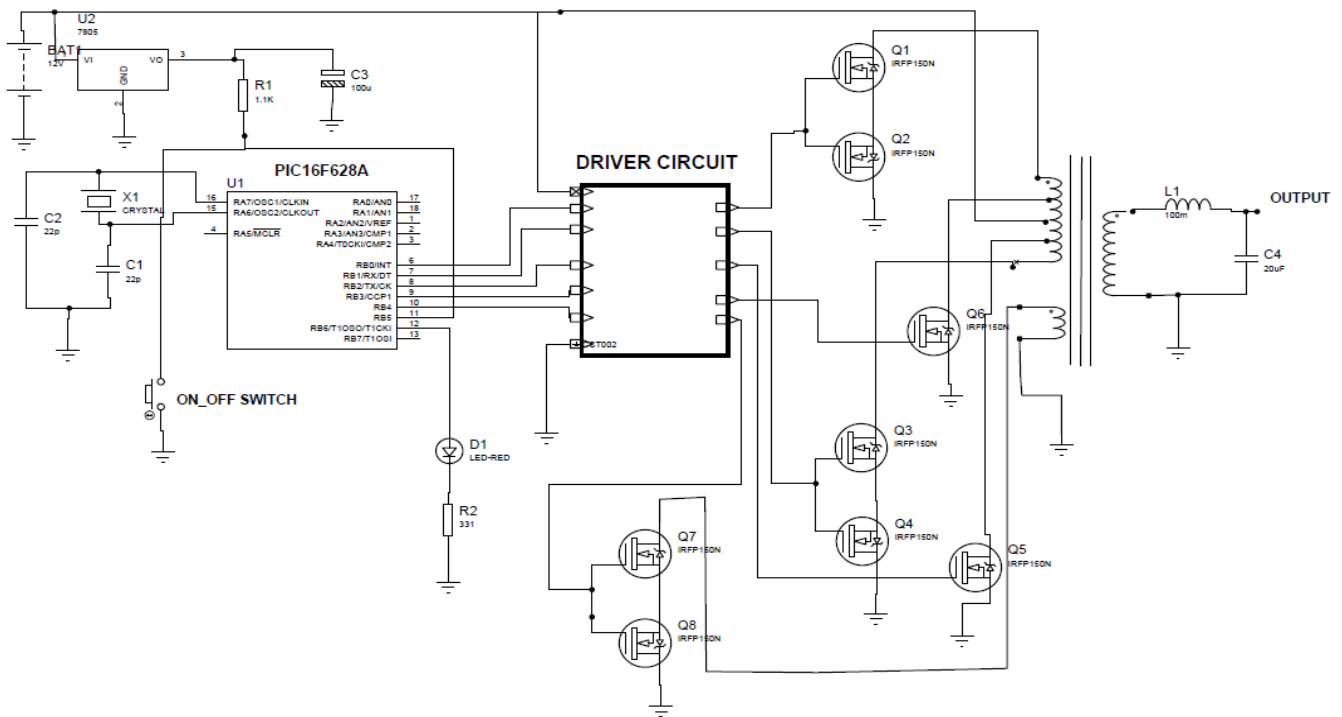 U2
7805
BAT1
12V
VI
VO
3
GND
2
R1
1.1K
C3
100u
PIC16F628A
U1
X1
CRYSTAL
C2
22p
C1
22p
16 RA7/OSC1/CLKIN
15 RA6/OSC2/CLKOUT
4 RA5/MCLR
RA0/AN0 17
RA1/AN1 18
RA2/AN2/VREF 1
RA3/AN3/CMP1 2
RA4/T0CKI/CMP2 3
RB0/INT 6
RB1/RX/DT 7
RB2/TX/CK 8
RB3/CCP1 9
RB4 10
RB5 11
RB6/T1OSO/T1CKI 12
RB7/T1OSI 13
ON_OFF SWITCH
D1
LED-RED
R2
331
DRIVER CIRCUIT
Q1
IRFP150N
Q2
IRFP150N
Q6
IRFP150N
Q3
IRFP150N
Q4
IRFP150N
Q5
IRFP150N
Q7
IRFP150N
Q8
IRFP150N
L1
100m
OUTPUT
C4
20uF